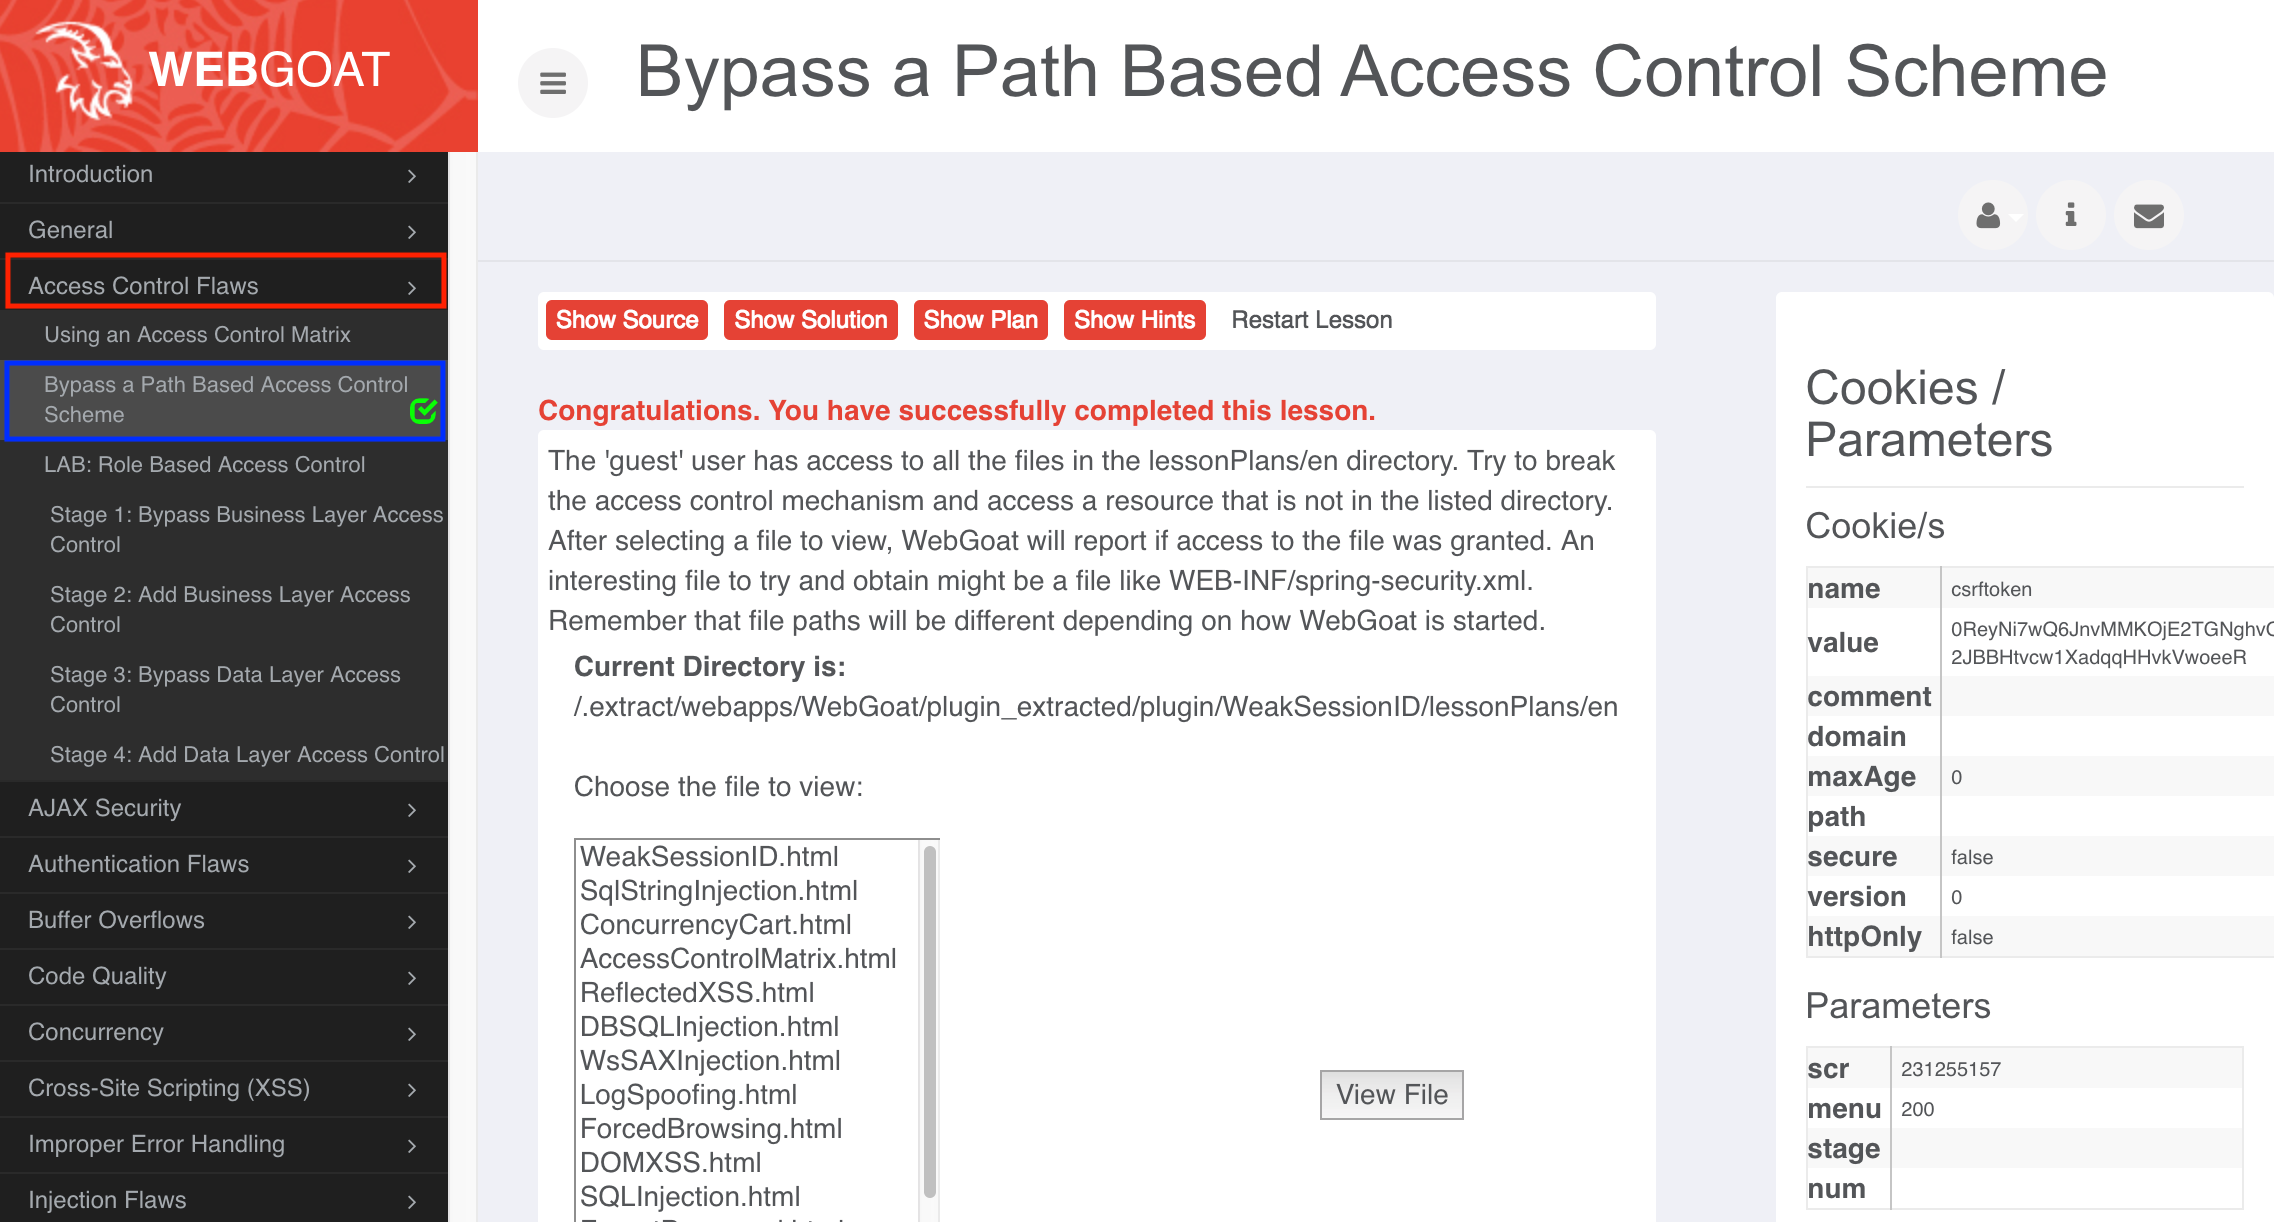 WEBGOAT
Bypass a Path Based Access Control Scheme
Introduction
General
Access Control Flaws
Using an Access Control Matrix
Bypass a Path Based Access Control
Scheme
LAB: Role Based Access Control
Stage 1: Bypass Business Layer Access
Control
Stage 2: Add Business Layer Access
Control
Stage 3: Bypass Data Layer Access
Control
Stage 4: Add Data Layer Access Control
AJAX Security
Authentication Flaws
Buffer Overflows
Code Quality
Concurrency
Cross-Site Scripting (XSS)
Improper Error Handling
Injection Flaws
Show Source Show Solution Show Plan Show Hints Restart Lesson
Congratulations. You have successfully completed this lesson.
The 'guest' user has access to all the files in the lessonPlans/en directory. Try to break
the access control mechanism and access a resource that is not in the listed directory.
After selecting a file to view, WebGoat will report if access to the file was granted. An
interesting file to try and obtain might be a file like WEB-INF/spring-security.xml.
Remember that file paths will be different depending on how WebGoat is started.
Current Directory is:
/.extract/webapps/WebGoat/plugin_extracted/plugin/WeakSessionID/lessonPlans/en
Choose the file to view:
WeakSessionID.html
SqlStringInjection.html
ConcurrencyCart.html
AccessControlMatrix.html
ReflectedXSS.html
DBSQLInjection.html
WsSAXInjection.html
LogSpoofing.html
ForcedBrowsing.html
DOMXSS.html
SQLInjection.html
View File
Cookies /
Parameters
Cookie/s
name csrftoken
value 0ReyNi7wQ6JnvMMKOjE2TGNghv
2JBBHtvcw1XadqqHHvkVwoeeR
comment
domain
maxAge 0
path
secure false
version 0
httpOnly false
Parameters
scr 231255157
menu 200
stage
num